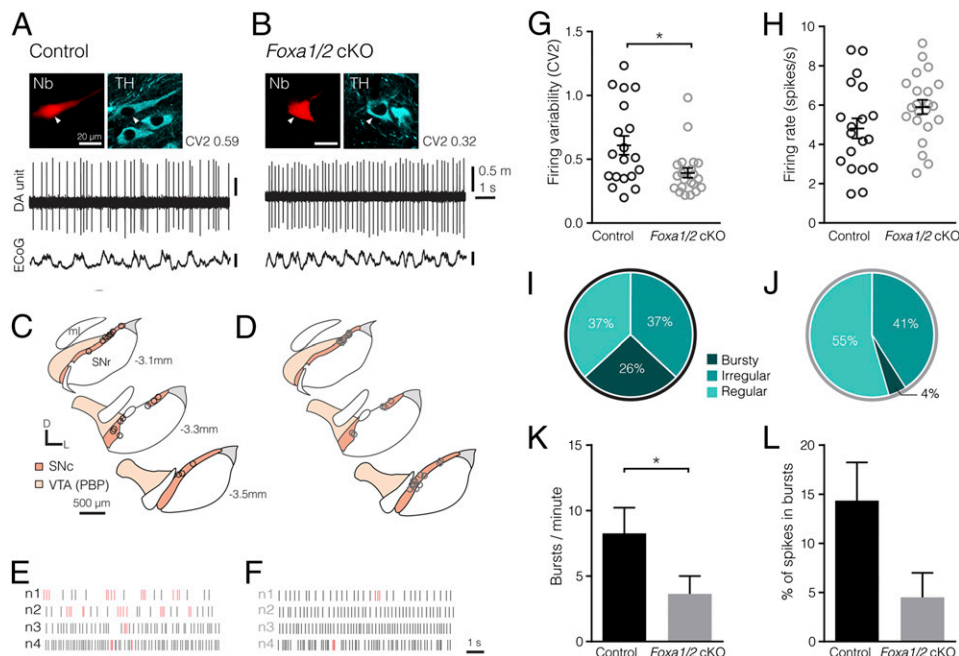 A
Control
Nb
TH
20 µm
CV2 0.59
DA unit
ECoG
B
Foxa1/2 cKO
Nb
TH
CV2 0.32
0.5 m
1 s
C
ml
SNr
-3.1mm
-3.3mm
-3.5mm
D
L
SNc
VTA (PBP)
500 µm
D
E
n1
n2
n3
n4
F
n1
n2
n3
n4
1 s
G
*
Firing variability (CV2)
1.5
1.0
0.5
0.0
Control
Foxa1/2 cKO
H
Firing rate (spikes/s)
10
8
6
4
2
0
Control
Foxa1/2 cKO
I
37%
37%
26%
Bursty
Irregular
Regular
J
55%
41%
4%
K
*
Bursts / minute
15
10
5
0
Control
Foxa1/2 cKO
L
% of spikes in bursts
20
15
10
5
0
Control
Foxa1/2 cKO